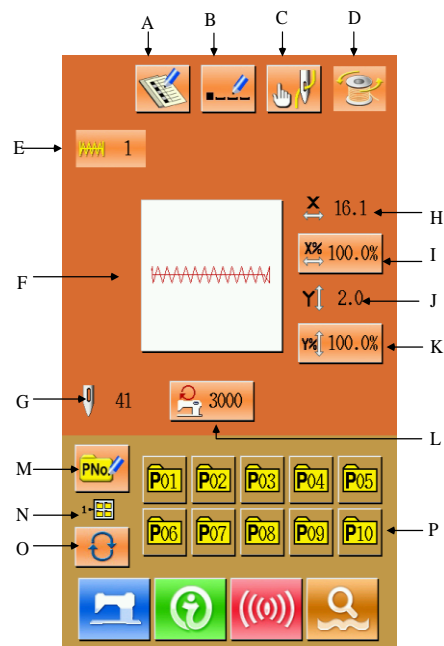 A B C D
E 1
X 16.1 H
X% 100.0% I
F
Y 2.0 J
Y% 100.0% K
G 41 3000
L
M PNo. P01 P02 P03 P04 P05
N 1-
O P06 P07 P08 P09 P10 P